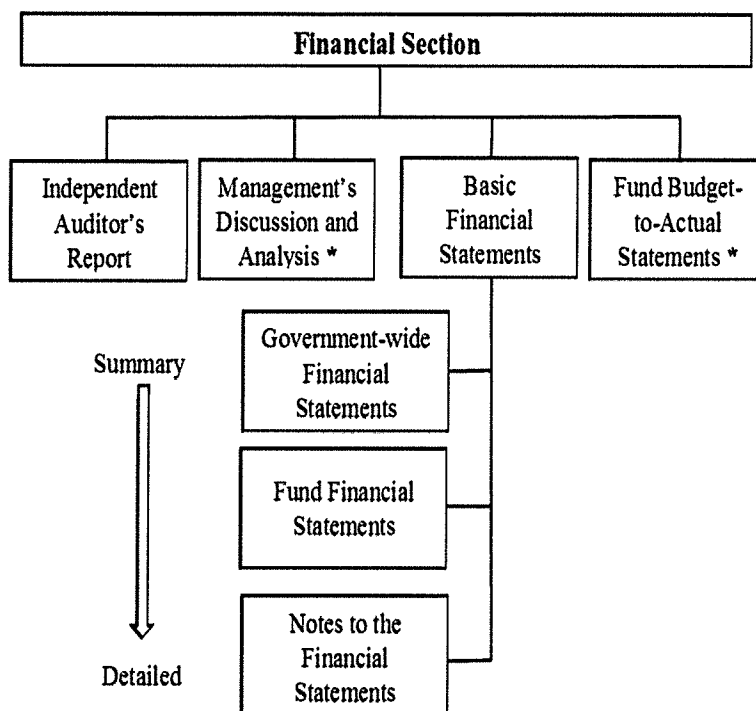 Financial Section
Independent
Auditor's
Report
Management's
Discussion and
Analysis *
Basic
Financial
Statements
Fund Budget-
to-Actual
Statements *
Summary
Government-wide
Financial
Statements
Fund Financial
Statements
Notes to the
Financial
Statements
Detailed